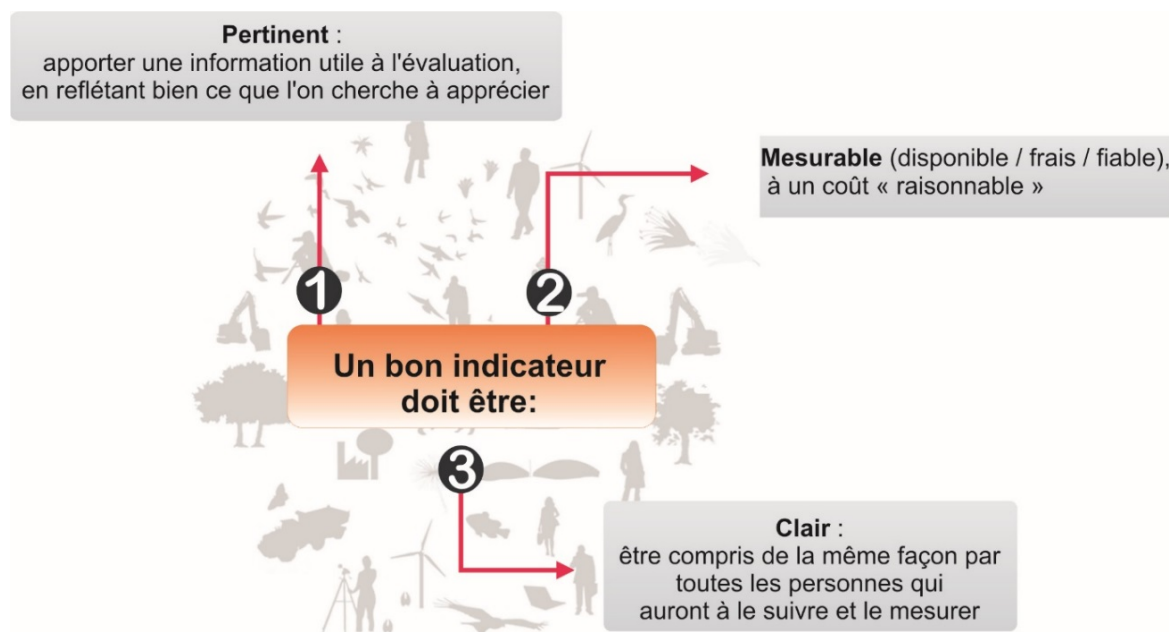 Pertinent :
apporter une information utile à l'évaluation,
en reflétant bien ce que l'on cherche à apprécier
Mesurable (disponible / frais / fiable),
à un coût « raisonnable »
1
2
Un bon indicateur
doit être:
3
Clair :
être compris de la même façon par
toutes les personnes qui
auront à le suivre et le mesurer